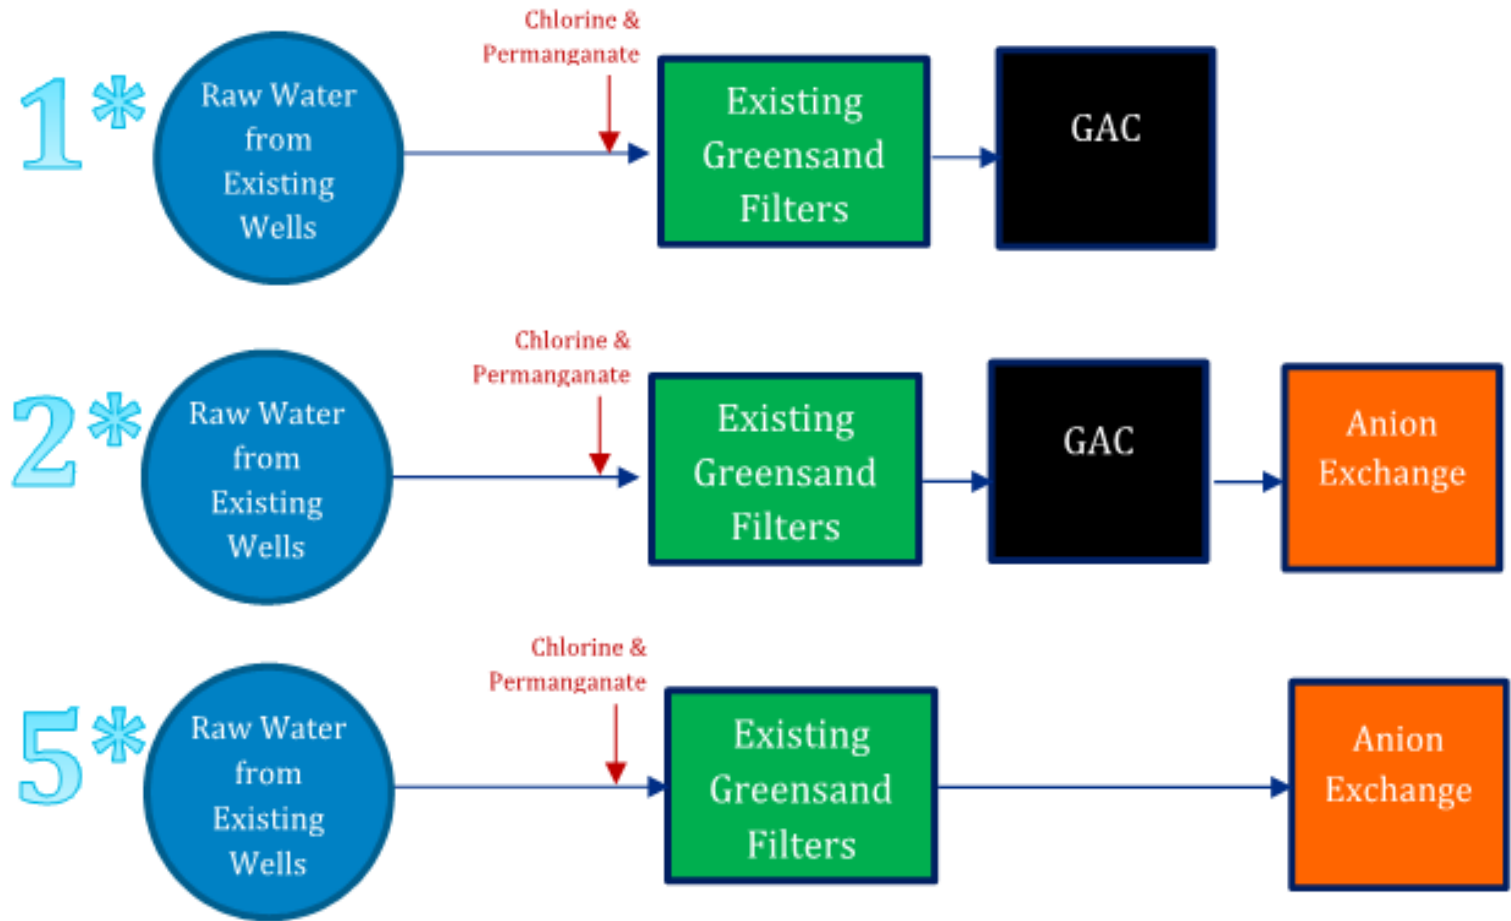 1*
Raw Water
from
Existing
Wells
Chlorine &
Permanganate
Existing
Greensand
Filters
GAC
2*
Raw Water
from
Existing
Wells
Chlorine &
Permanganate
Existing
Greensand
Filters
GAC
Anion
Exchange
5*
Raw Water
from
Existing
Wells
Chlorine &
Permanganate
Existing
Greensand
Filters
Anion
Exchange